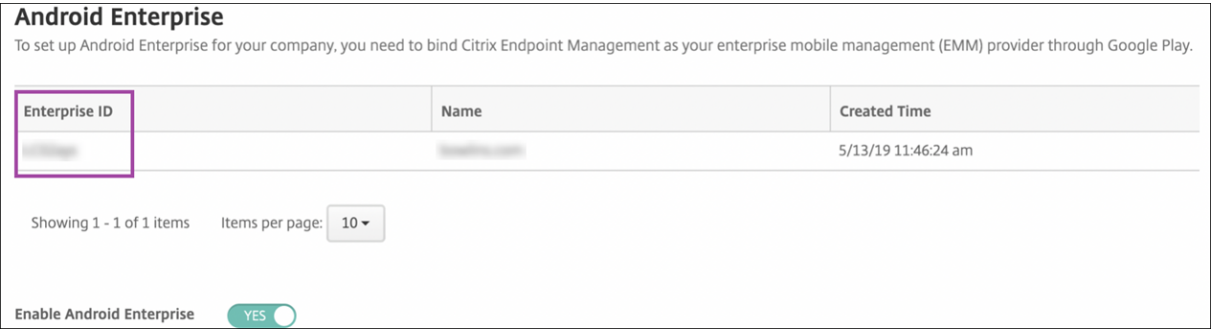 Android Enterprise
To set up Android Enterprise for your company, you need to bind Citrix Endpoint Management as your enterprise mobile management (EMM) provider through Google Play.
Enterprise ID Name Created Time
5/13/19 11:46:24 am
Showing 1 - 1 of 1 items Items per page: 10
Enable Android Enterprise YES